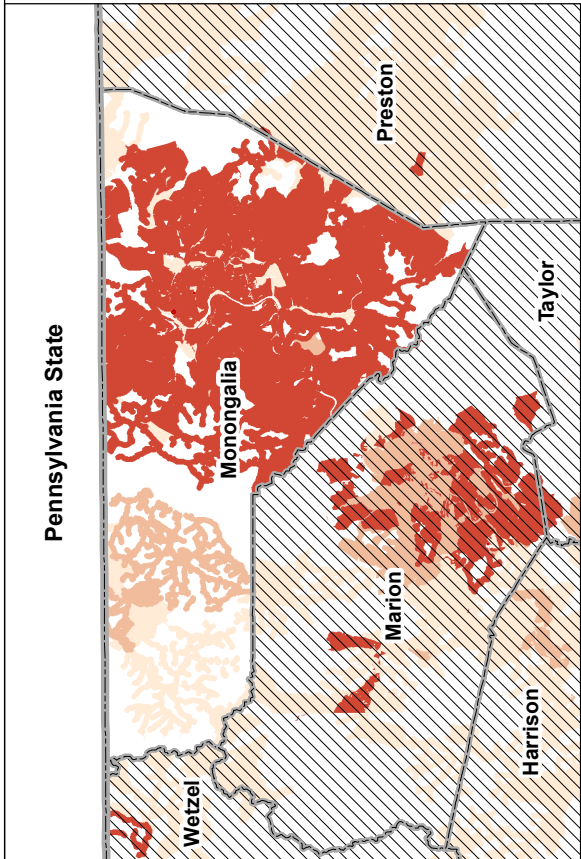 Pennsylvania State
Wetzel
Monongalia
Preston
Marion
Harrison
Taylor